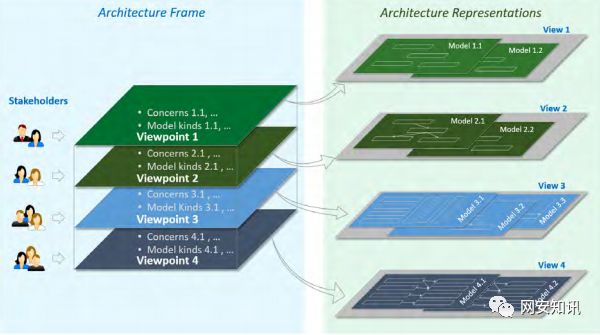 Architecture Frame
Architecture Representations
Stakeholders
• Concerns 1.1, ...
• Model kinds 1.1, ...
Viewpoint 1
• Concerns 2.1 , ...
• Model kinds 2.1 , ...
Viewpoint 2
• Concerns 3.1 , ...
• Model Kinds 3.1 , ...
Viewpoint 3
• Concerns 4.1 , ...
• Model kinds 4.1 , ...
Viewpoint 4
View 1
Model 1.1
Model 1.2
View 2
Model 2.1
Model 2.2
View 3
Model 3.1
Model 3.2
Model 3.3
View 4
Model 4.1
Model 4.2
网安知讯